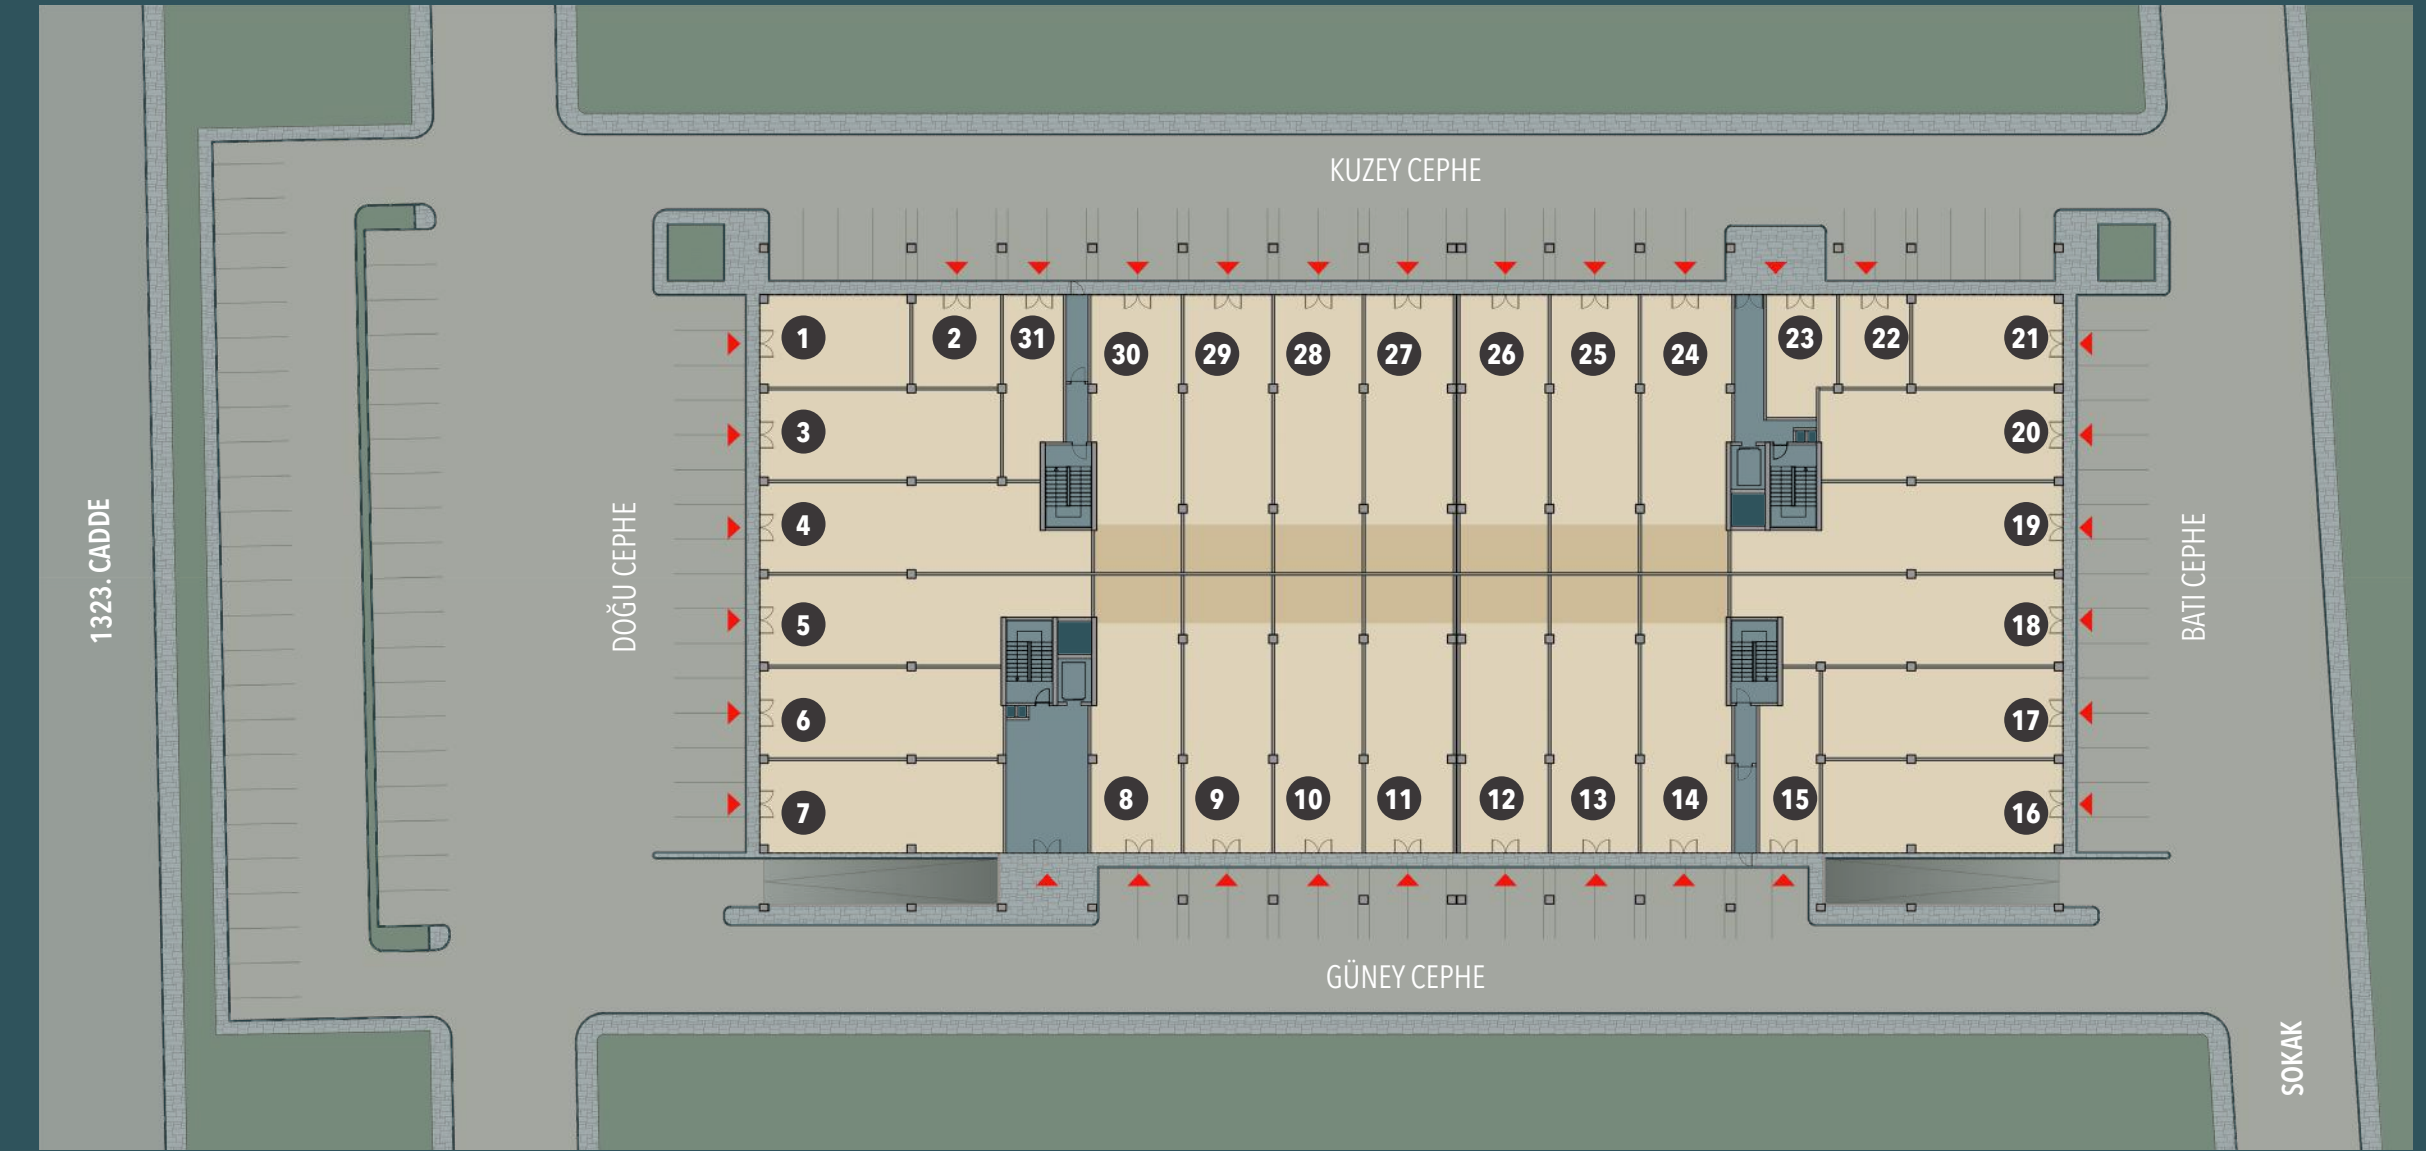 KUZEY CEPHE
1 2 31 30 29 28 27 26 25 24 23 22 21
3 20
4 19
1323. CADDE DOĞU CEPHE BATI CEPHE
5 18
6 17
7 8 9 10 11 12 13 14 15 16
GÜNEY CEPHE
SOKAK